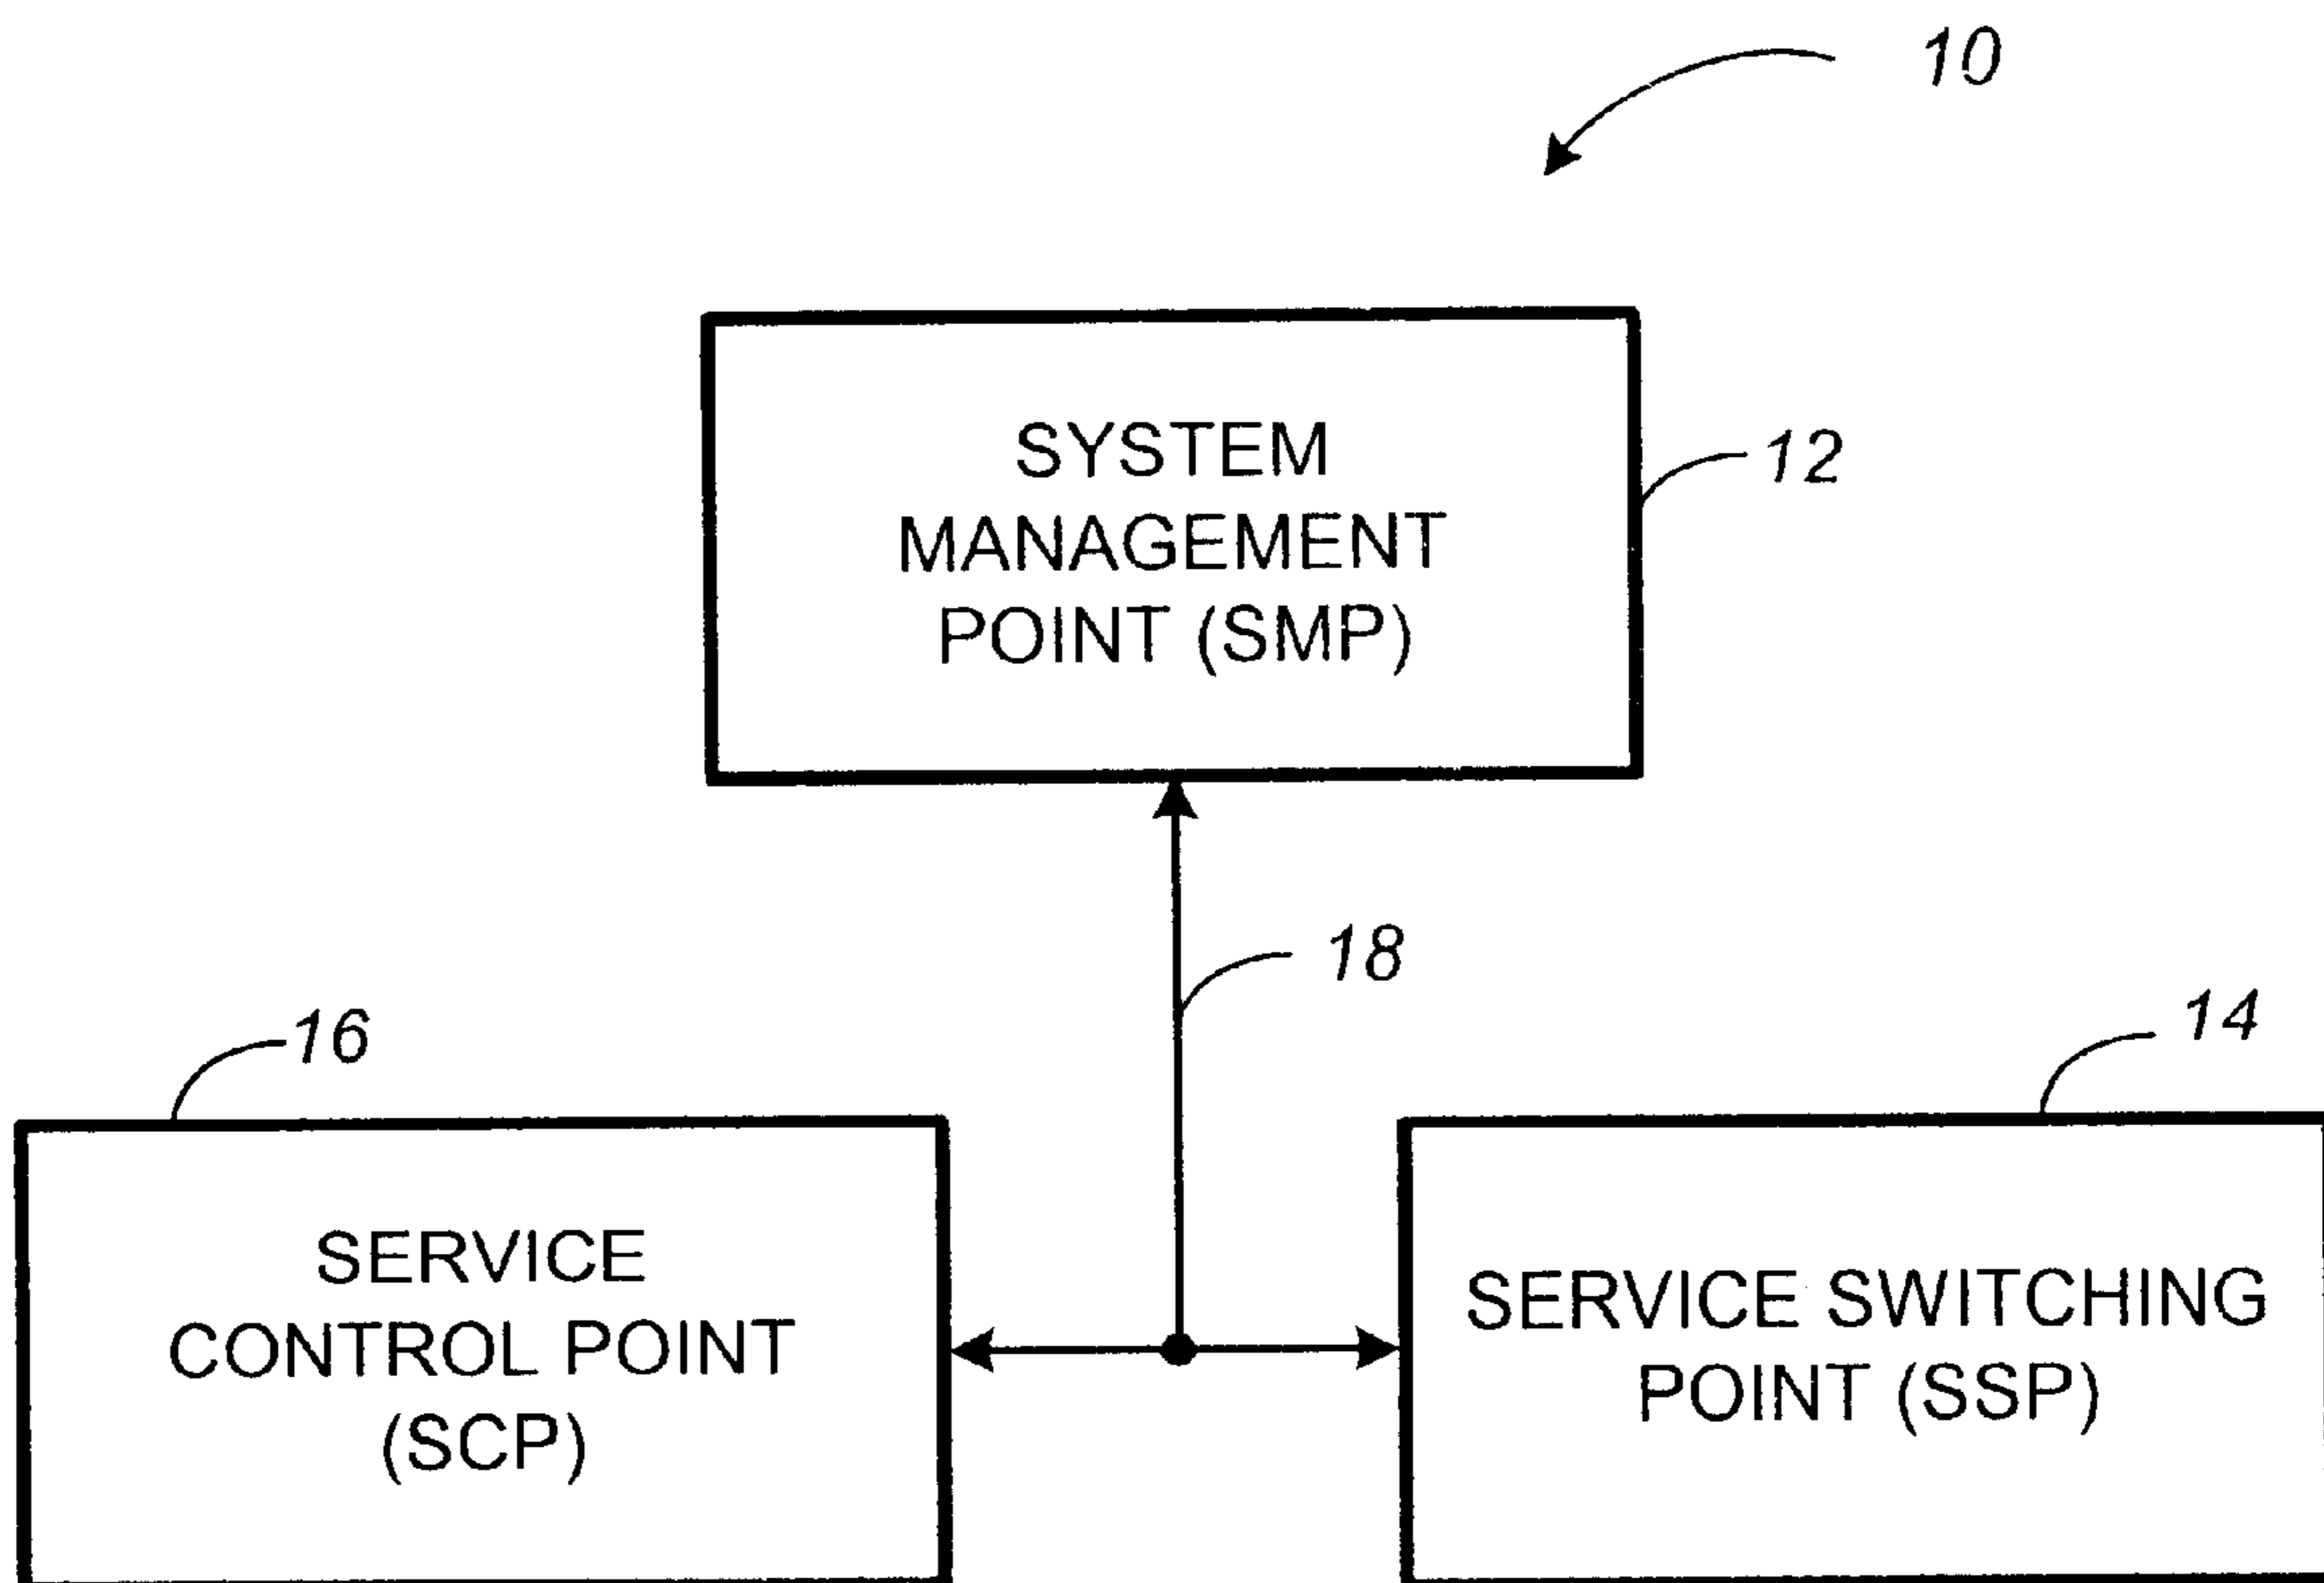 10
SYSTEM
MANAGEMENT
POINT (SMP)
12
18
16
14
SERVICE
CONTROL POINT
(SCP)
SERVICE SWITCHING
POINT (SSP)